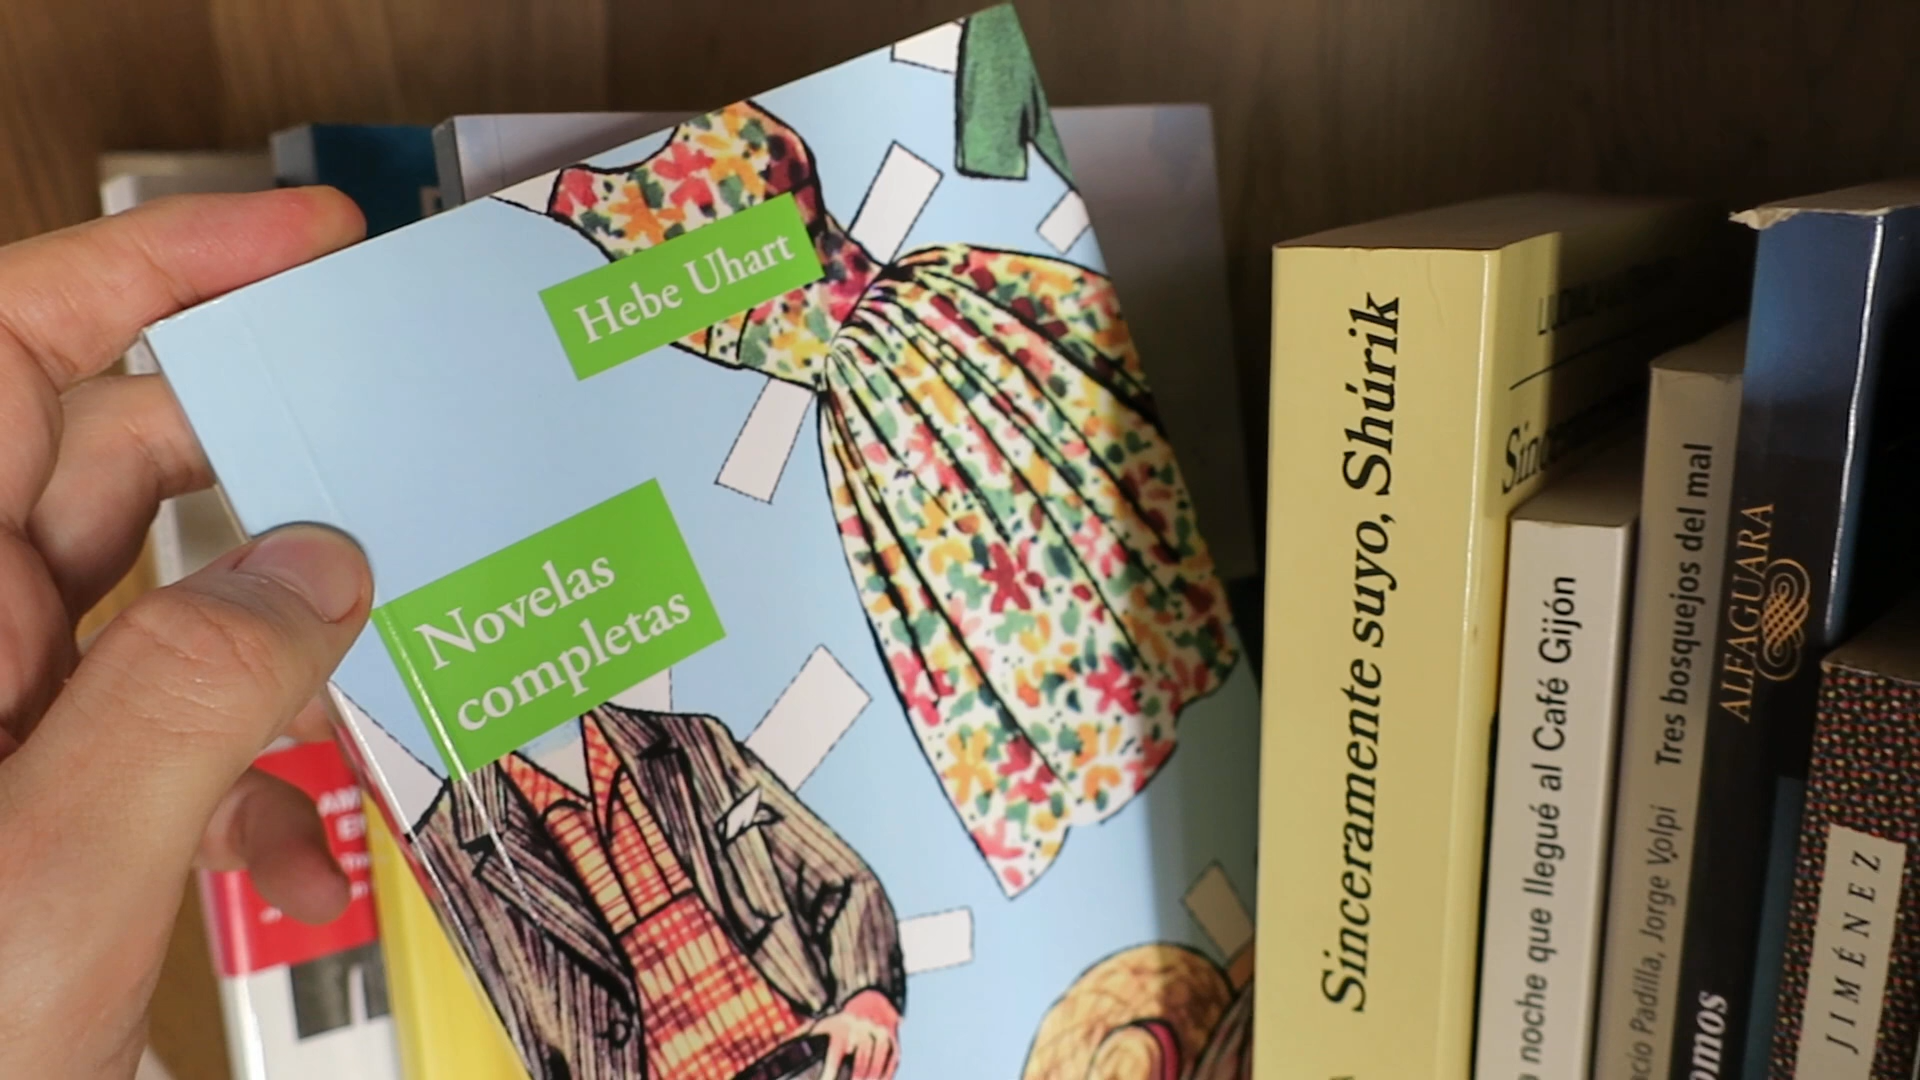 Hebe Uhart
Novelas
completas
Sinceramente suyo, Shúrik
noche que llegué al Café Gijón
Padilla, Jorge Volpi Tres bosquejos del mal
ALFAGUARA
JIMÉNEZ